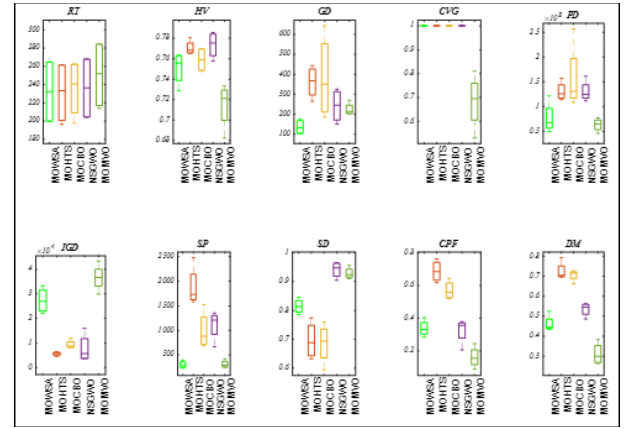 RT HV GD CVG PD
×10⁸
300 0.78 600 1 2.5
280 0.76 500 0.9 2
260 0.74 400 0.8 1.5
240 0.72 300 0.7 1
220 0.7 200 0.6 0.5
200 0.68 100
180
MOWSA MOHTS MOCBO NSGWO MOMVO
MOWSA MOHTS MOCBO NSGWO MOMVO
MOWSA MOHTS MOCBO NSGWO MOMVO
MOWSA MOHTS MOCBO NSGWO MOMVO
MOWSA MOHTS MOCBO NSGWO MOMVO
IGD SP SD CPF DM
4 2 500 1 0.8 0.8
3 2 000 0.9 0.6 0.7
2 1 500 0.8 0.4 0.6
1 1 000 0.7 0.2 0.5
0 500 0.6 0.4
0.3
MOWSA MOHTS MOCBO NSGWO MOMVO
MOWSA MOHTS MOCBO NSGWO MOMVO
MOWSA MOHTS MOCBO NSGWO MOMVO
MOWSA MOHTS MOCBO NSGWO MOMVO
MOWSA MOHTS MOCBO NSGWO MOMVO